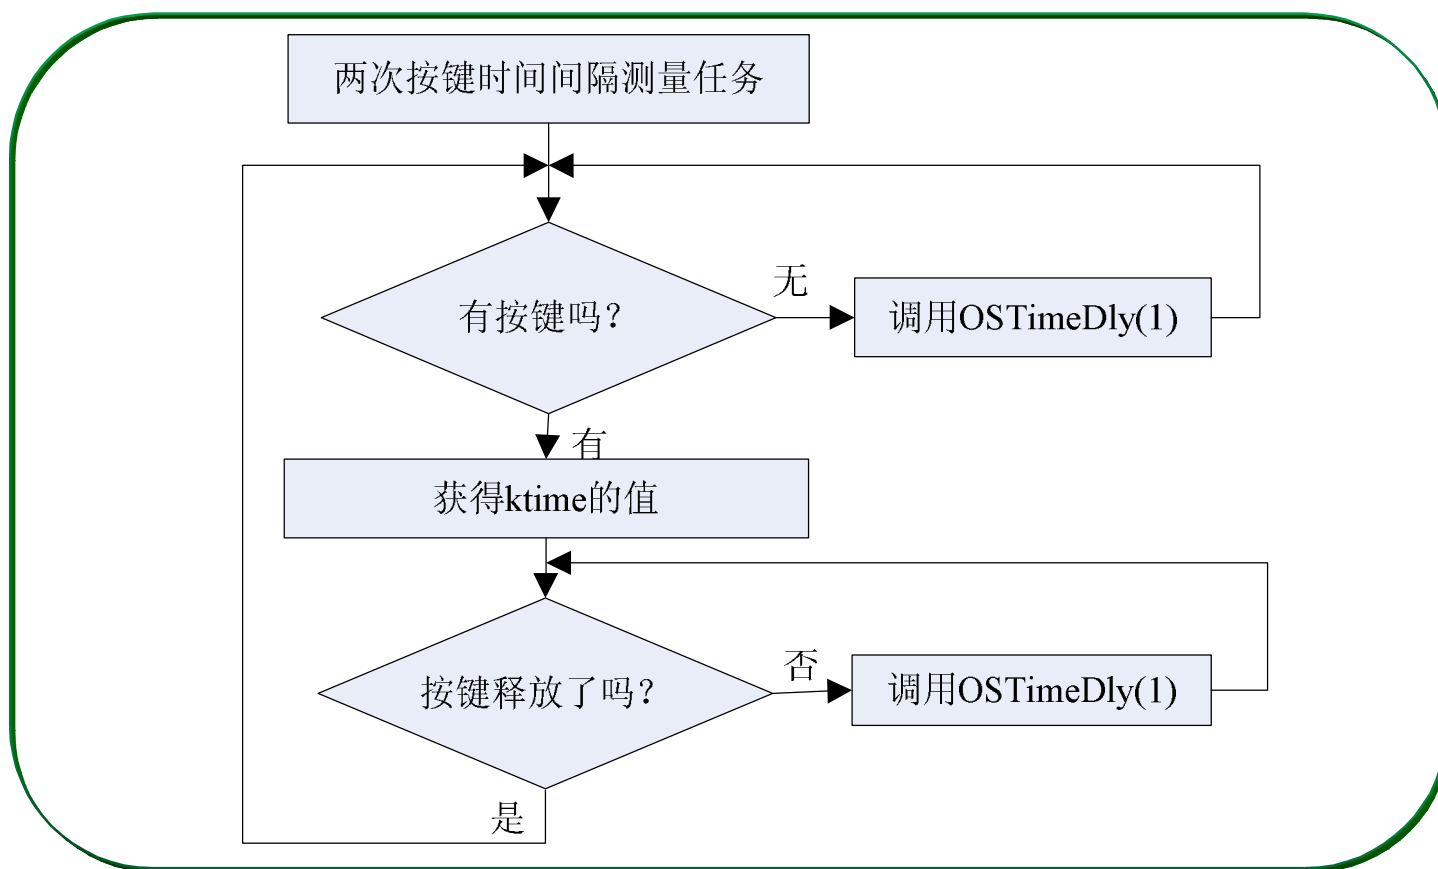 两次按键时间间隔测量任务
有按键吗?
无
调用OSTimeDly(1)
有
获得ktime的值
按键释放了吗?
否
调用OSTimeDly(1)
是